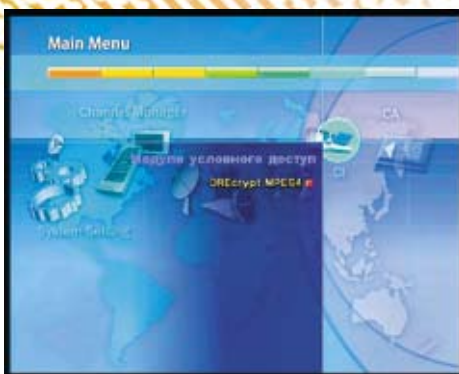 Main Menu
Channel Manager
CA
Модули условного доступ
DREcrypt MPEG4
CI
System Setting